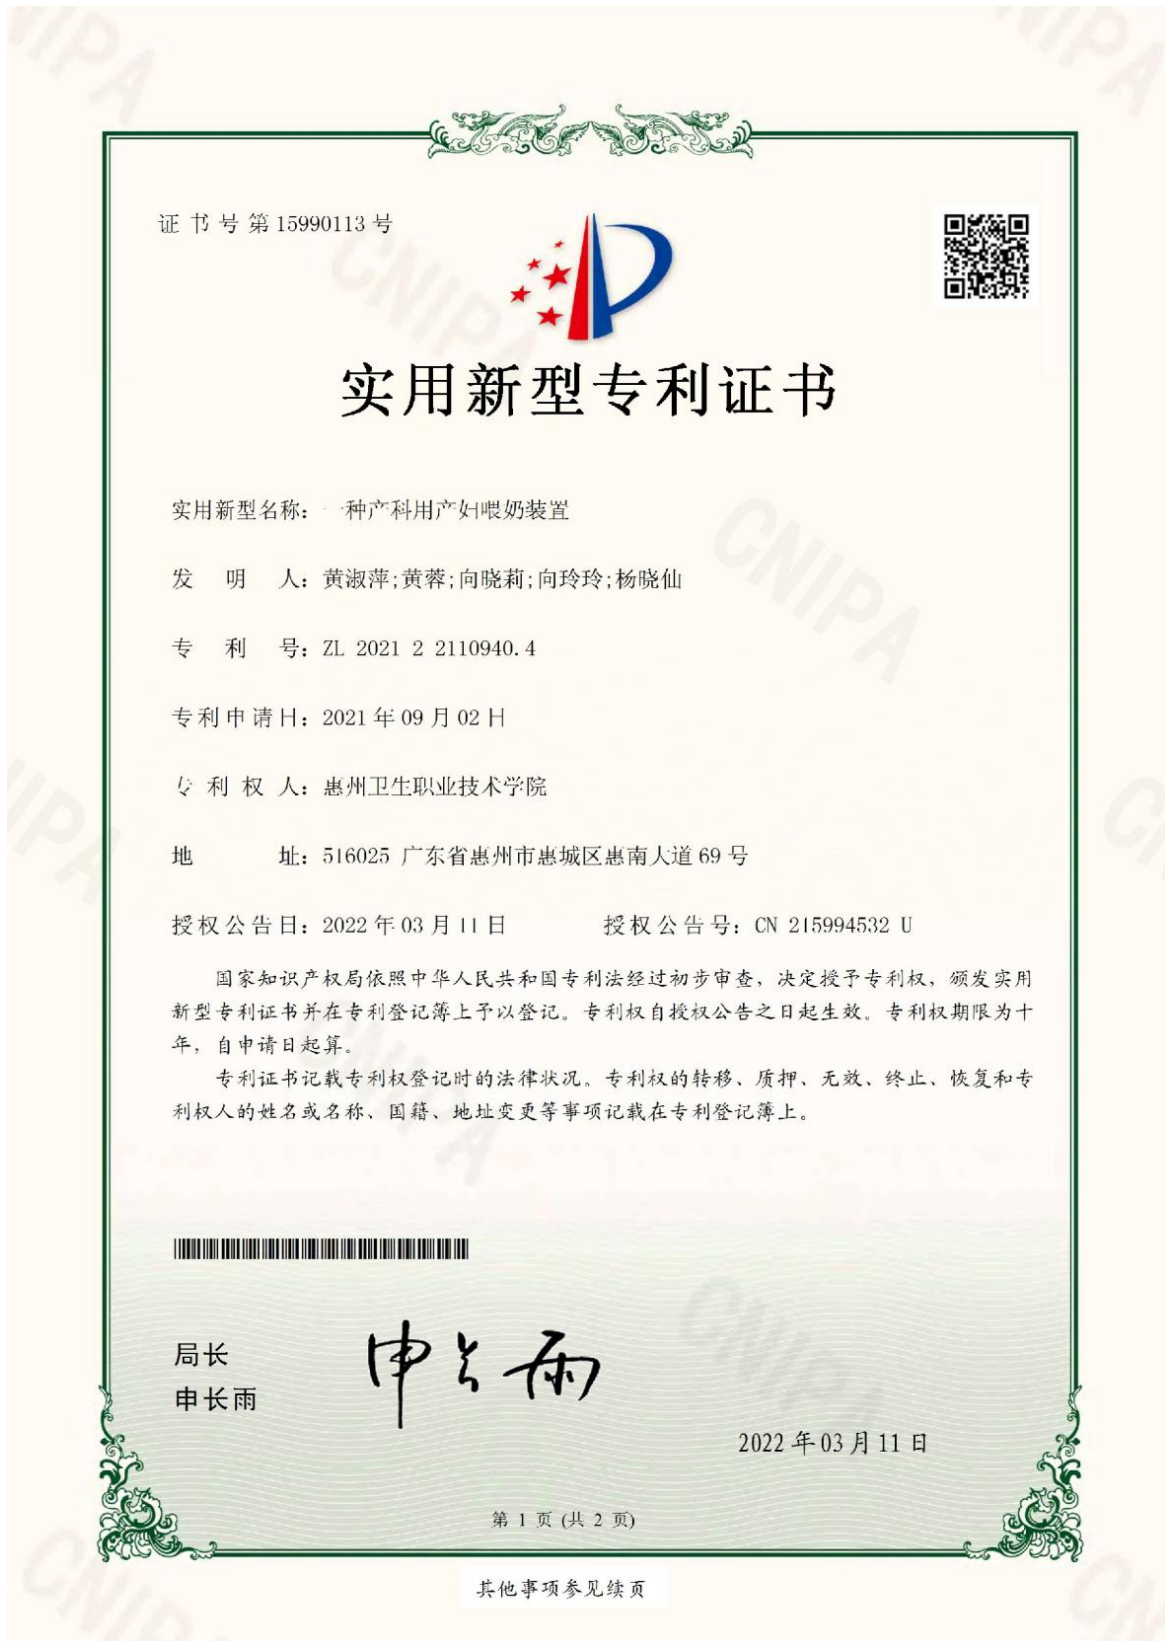 证书号第15990113号
实用新型专利证书
实用新型名称：一种产科用产妇喂奶装置
发明人：黄淑萍;黄蓉;向晓莉;向玲玲;杨晓仙
专利号：ZL 2021 2 2110940.4
专利申请日：2021年09月02日
专利权人：惠州卫生职业技术学院
地址：516025 广东省惠州市惠城区惠南大道69号
授权公告日：2022年03月11日 授权公告号：CN 215994532 U
国家知识产权局依照中华人民共和国专利法经过初步审查，决定授予专利权，颁发实用
新型专利证书并在专利登记簿上予以登记。专利权自授权公告之日起生效。专利权期限为十
年，自申请日起算。
专利证书记载专利权登记时的法律状况。专利权的转移、质押、无效、终止、恢复和专
利权人的姓名或名称、国籍、地址变更等事项记载在专利登记簿上。
局长
申长雨
申长雨
2022年03月11日
第 1 页 (共 2 页)
其他事项参见续页
CNIPA
CNIPA
CNIPA
CNIPA
CNIPA
CNIPA
CNIPA